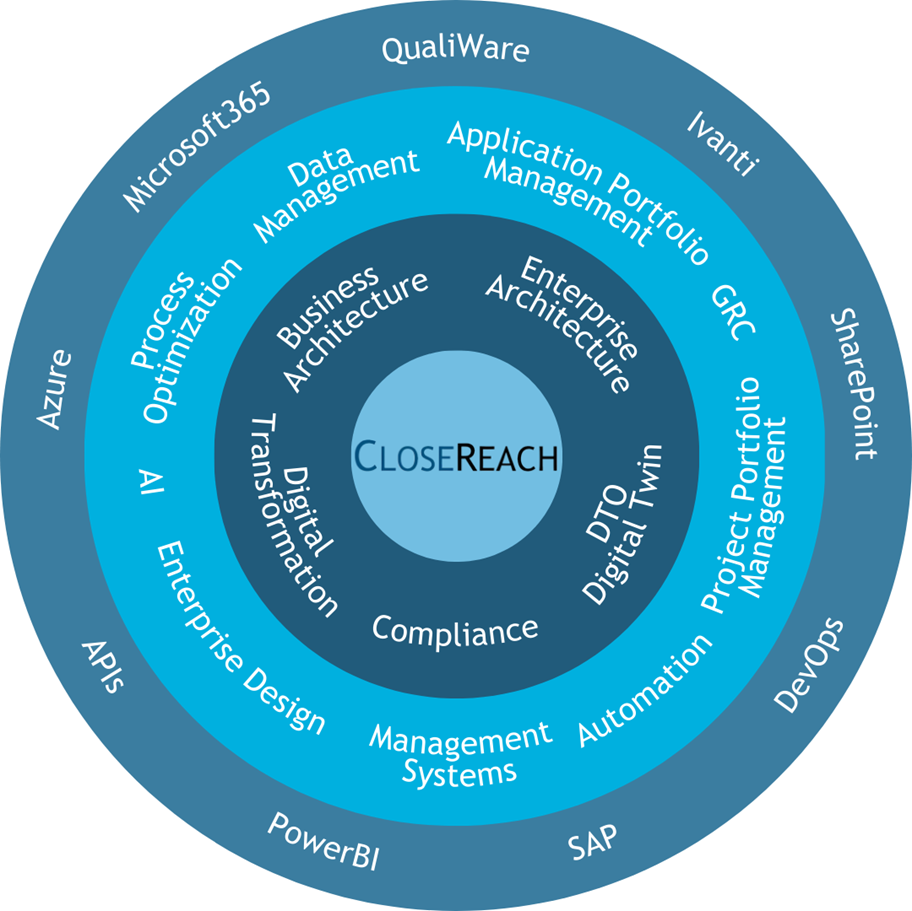 QualiWare
Ivanti
SharePoint
DevOps
SAP
PowerBI
APIs
Azure
Microsoft365
Application Portfolio
Management
GRC
Project Portfolio
Management
Automation
Management
Systems
Enterprise Design
AI
Process
Optimization
Data
Management
Enterprise
Architecture
DTO
Digital Twin
Compliance
Digital
Transformation
Business
Architecture
CLOSEREACH